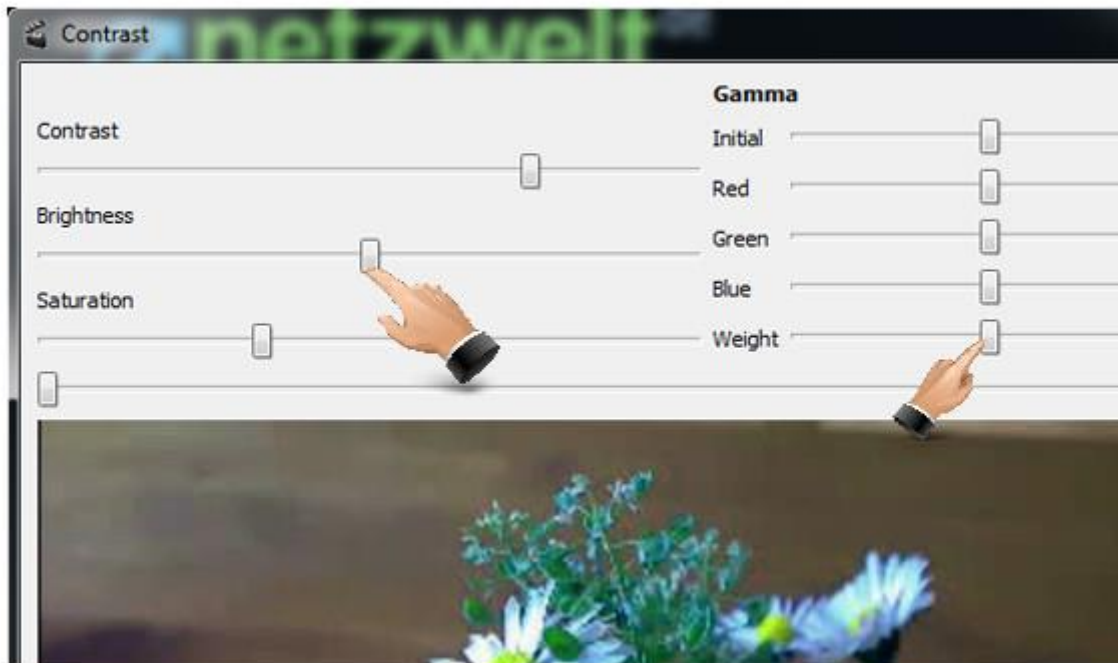 Contrast
netzwelt
Contrast
Brightness
Saturation
Gamma
Initial
Red
Green
Blue
Weight